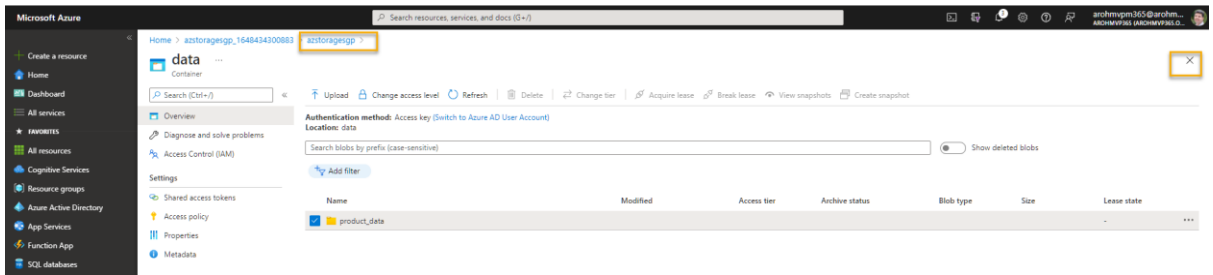 Microsoft Azure
Search resources, services, and docs (G+/)
arohmvpm365@arohm...
AROHMVP365 (AROHMVP365.O...
Home > azstoragesgp_1648434300883 > azstoragesgp >
Create a resource
Home
Dashboard
All services
FAVORITES
All resources
Cognitive Services
Resource groups
Azure Active Directory
App Services
Function App
SQL databases
data ...
Container
Search (Ctrl+/)
Overview
Diagnose and solve problems
Access Control (IAM)
Settings
Shared access tokens
Access policy
Properties
Metadata
Upload Change access level Refresh Delete Change tier Acquire lease Break lease View snapshots Create snapshot
Authentication method: Access key (Switch to Azure AD User Account)
Location: data
Search blobs by prefix (case-sensitive)
Show deleted blobs
Add filter
Name Modified Access tier Archive status Blob type Size Lease state
product_data - ...